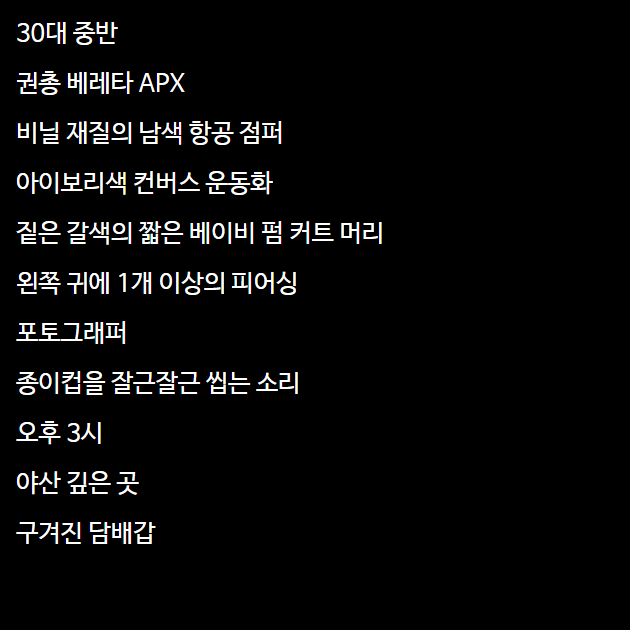 30대 중반
권총 베레타 APX
비닐 재질의 남색 항공 점퍼
아이보리색 컨버스 운동화
짙은 갈색의 짧은 베이비 펌 커트 머리
왼쪽 귀에 1개 이상의 피어싱
포토그래퍼
종이컵을 잘근잘근 씹는 소리
오후 3시
야산 깊은 곳
구겨진 담배갑